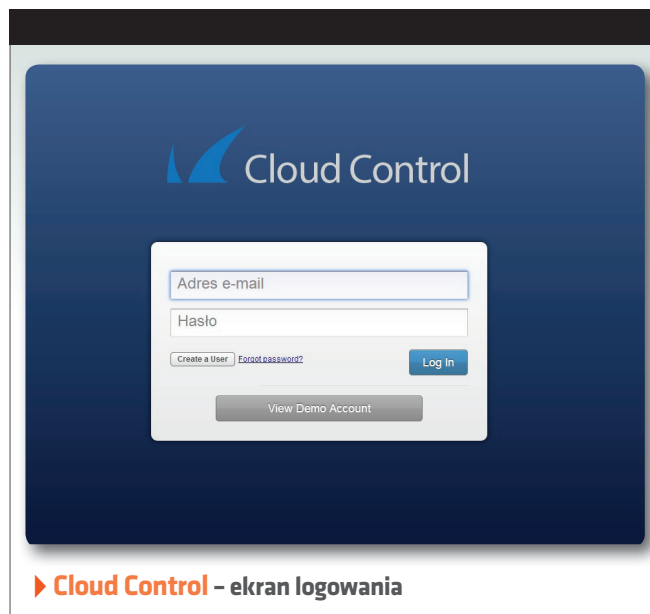 Cloud Control
Adres e-mail
Hasło
Create a User Forgot password? Log In
View Demo Account
Cloud Control – ekran logowania